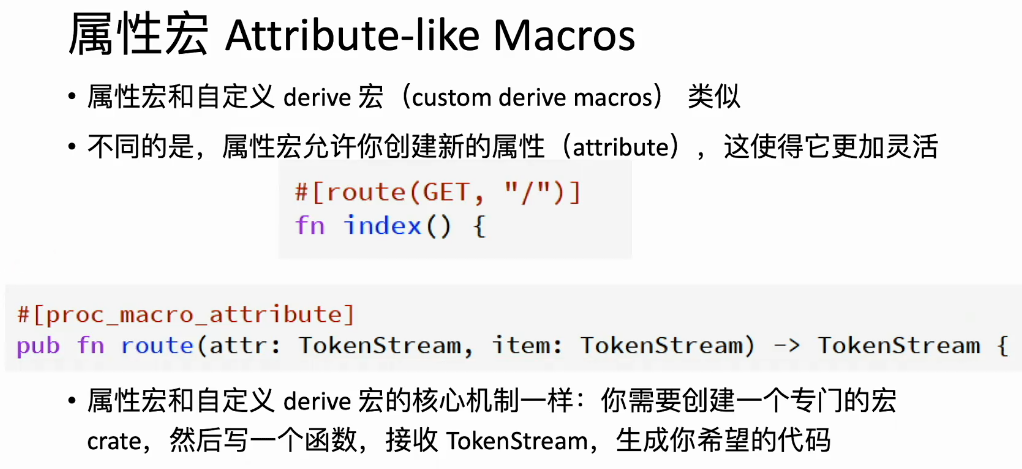 属性宏 Attribute-like Macros
• 属性宏和自定义 derive 宏（custom derive macros） 类似
• 不同的是，属性宏允许你创建新的属性（attribute），这使得它更加灵活
#[route(GET, "/")]
fn index() {
#[proc_macro_attribute]
pub fn route(attr: TokenStream, item: TokenStream) -> TokenStream {
• 属性宏和自定义 derive 宏的核心机制一样：你需要创建一个专门的宏
crate，然后写一个函数，接收 TokenStream，生成你希望的代码